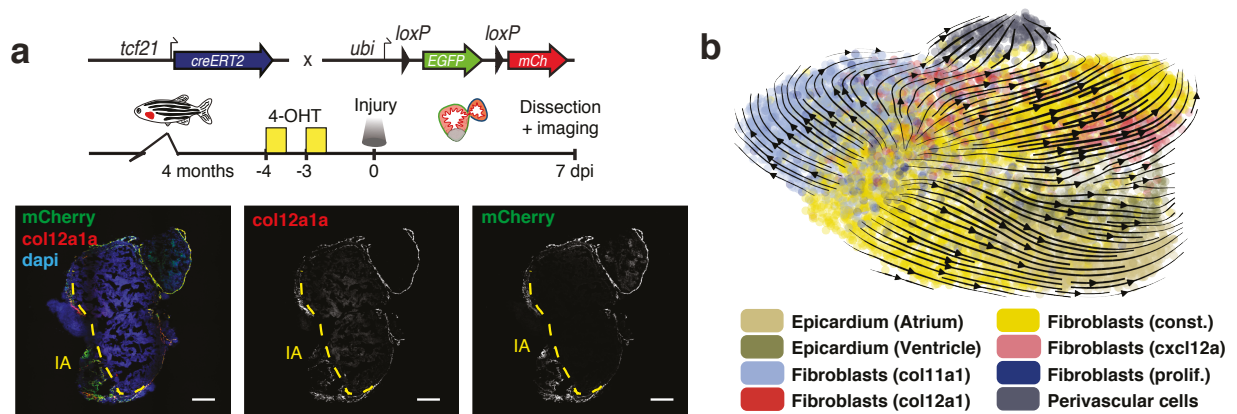 a
tcf21
creERT2
x
ubi
loxP
EGFP
loxP
mCh
4-OHT
Injury
Dissection
+ imaging
4 months
-4
-3
0
7 dpi
mCherry
col12a1a
dapi
IA
col12a1a
IA
mCherry
IA
b
Epicardium (Atrium)
Epicardium (Ventricle)
Fibroblasts (col11a1)
Fibroblasts (col12a1)
Fibroblasts (const.)
Fibroblasts (cxcl12a)
Fibroblasts (prolif.)
Perivascular cells